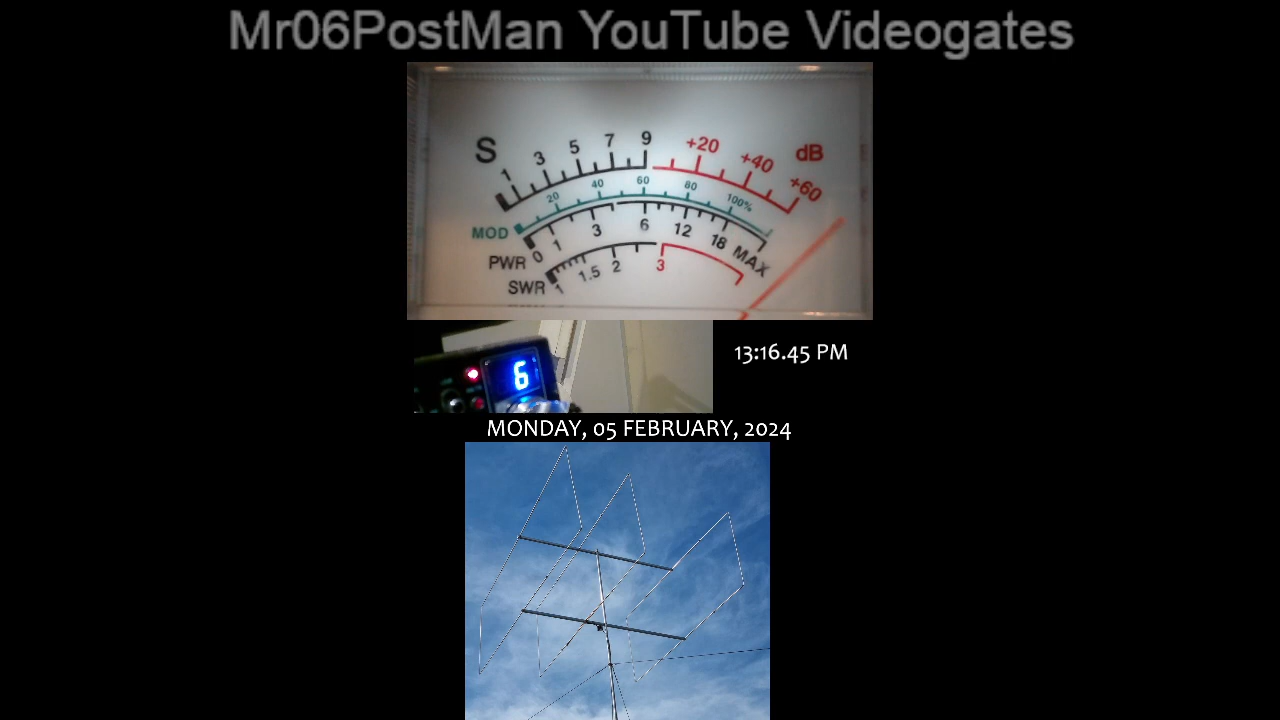 Mr06PostMan YouTube Videogates
S 1 3 5 7 9 +20 +40 +60 dB
MOD 20 40 60 80 100%
PWR 0 1 3 6 12 18 MAX
SWR 1 1.5 2 3
13:16.45 PM
6
MONDAY, 05 FEBRUARY, 2024